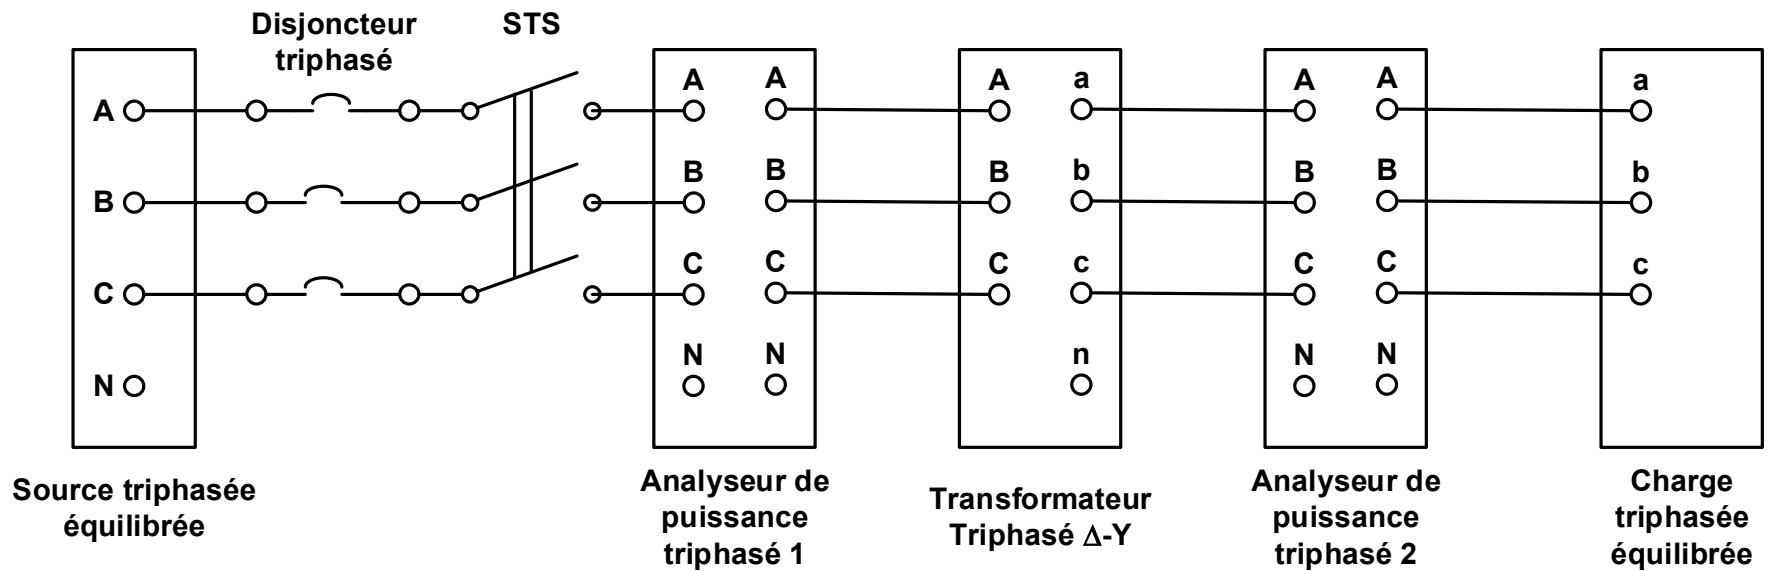 Disjoncteur
triphasé
STS
A
B
C
N
Source triphasée
équilibrée
A A
B B
C C
N N
Analyseur de
puissance
triphasé 1
A a
B b
C c
n
Transformateur
Triphasé Δ-Y
A A
B B
C C
N N
Analyseur de
puissance
triphasé 2
a
b
c
Charge
triphasée
équilibrée